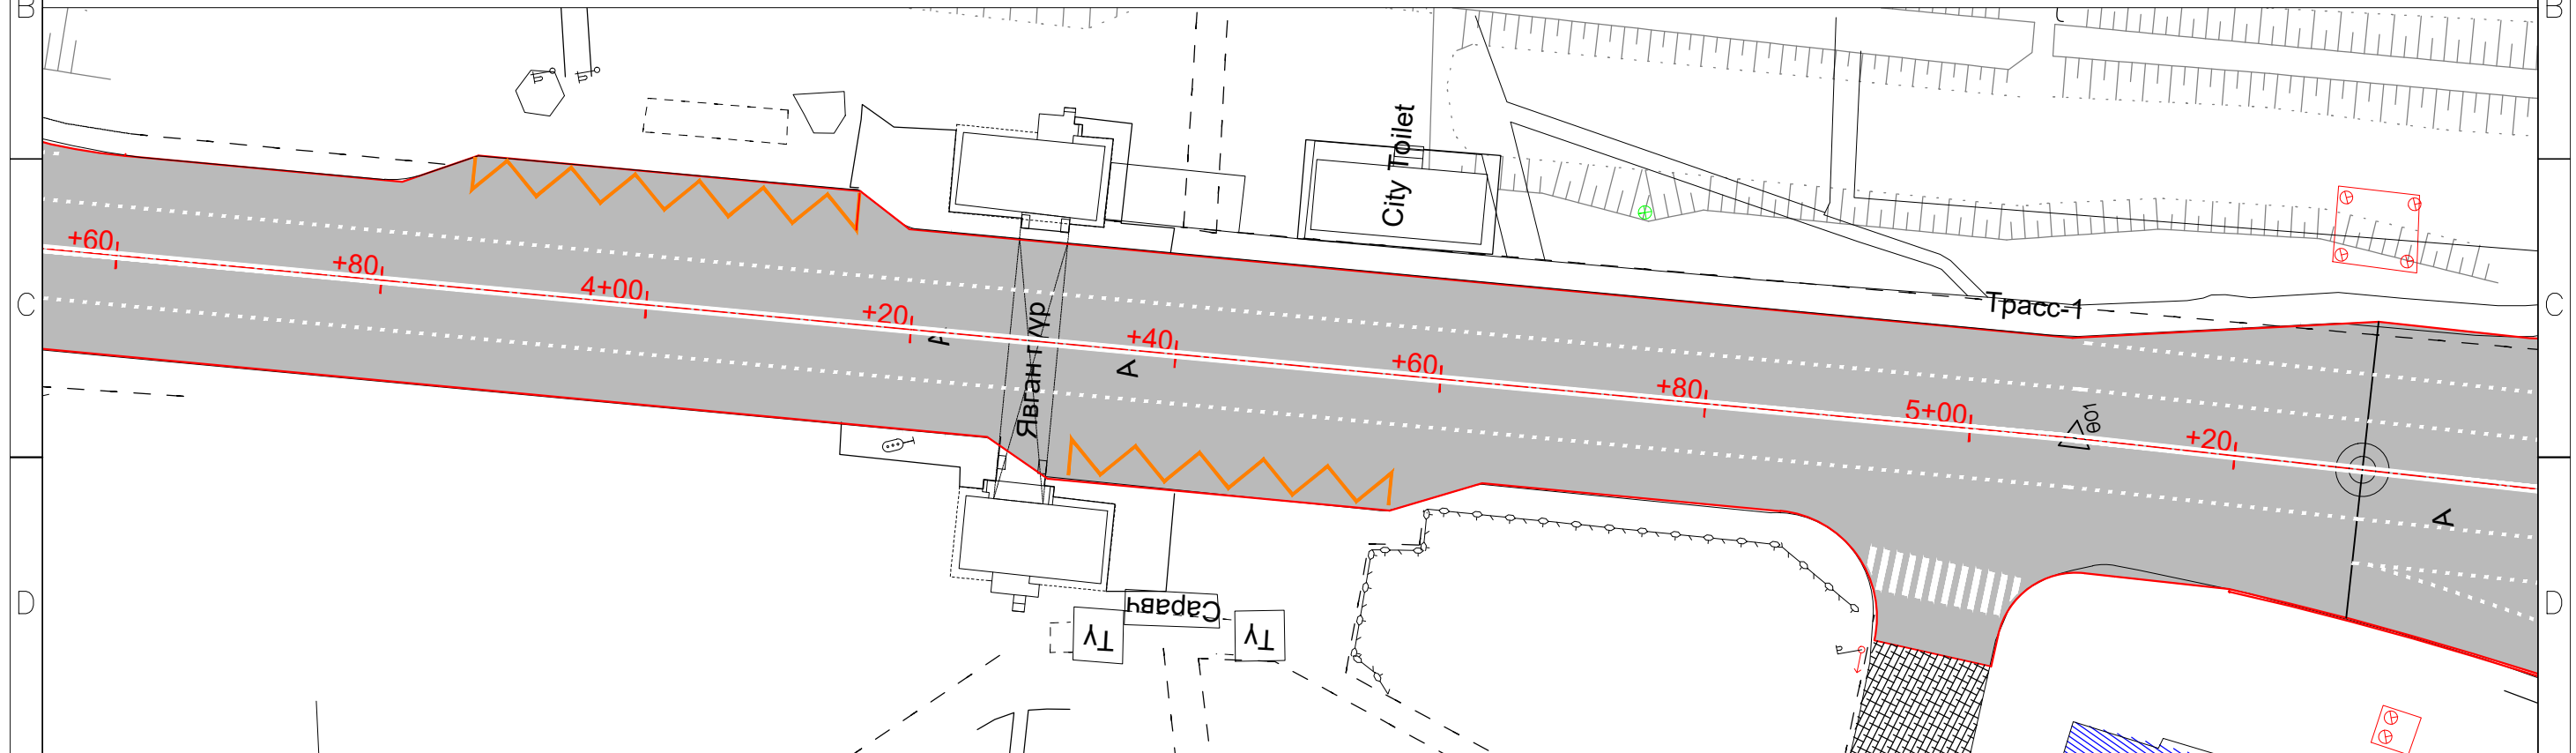 B
B
City Toilet
+60
+80
4+00
+20
A
Явган гүүр
A
+40
+60
+80
5+00
Трасс-1
+20
A
C
C
D
D
Саравч
ТҮ
ТҮ